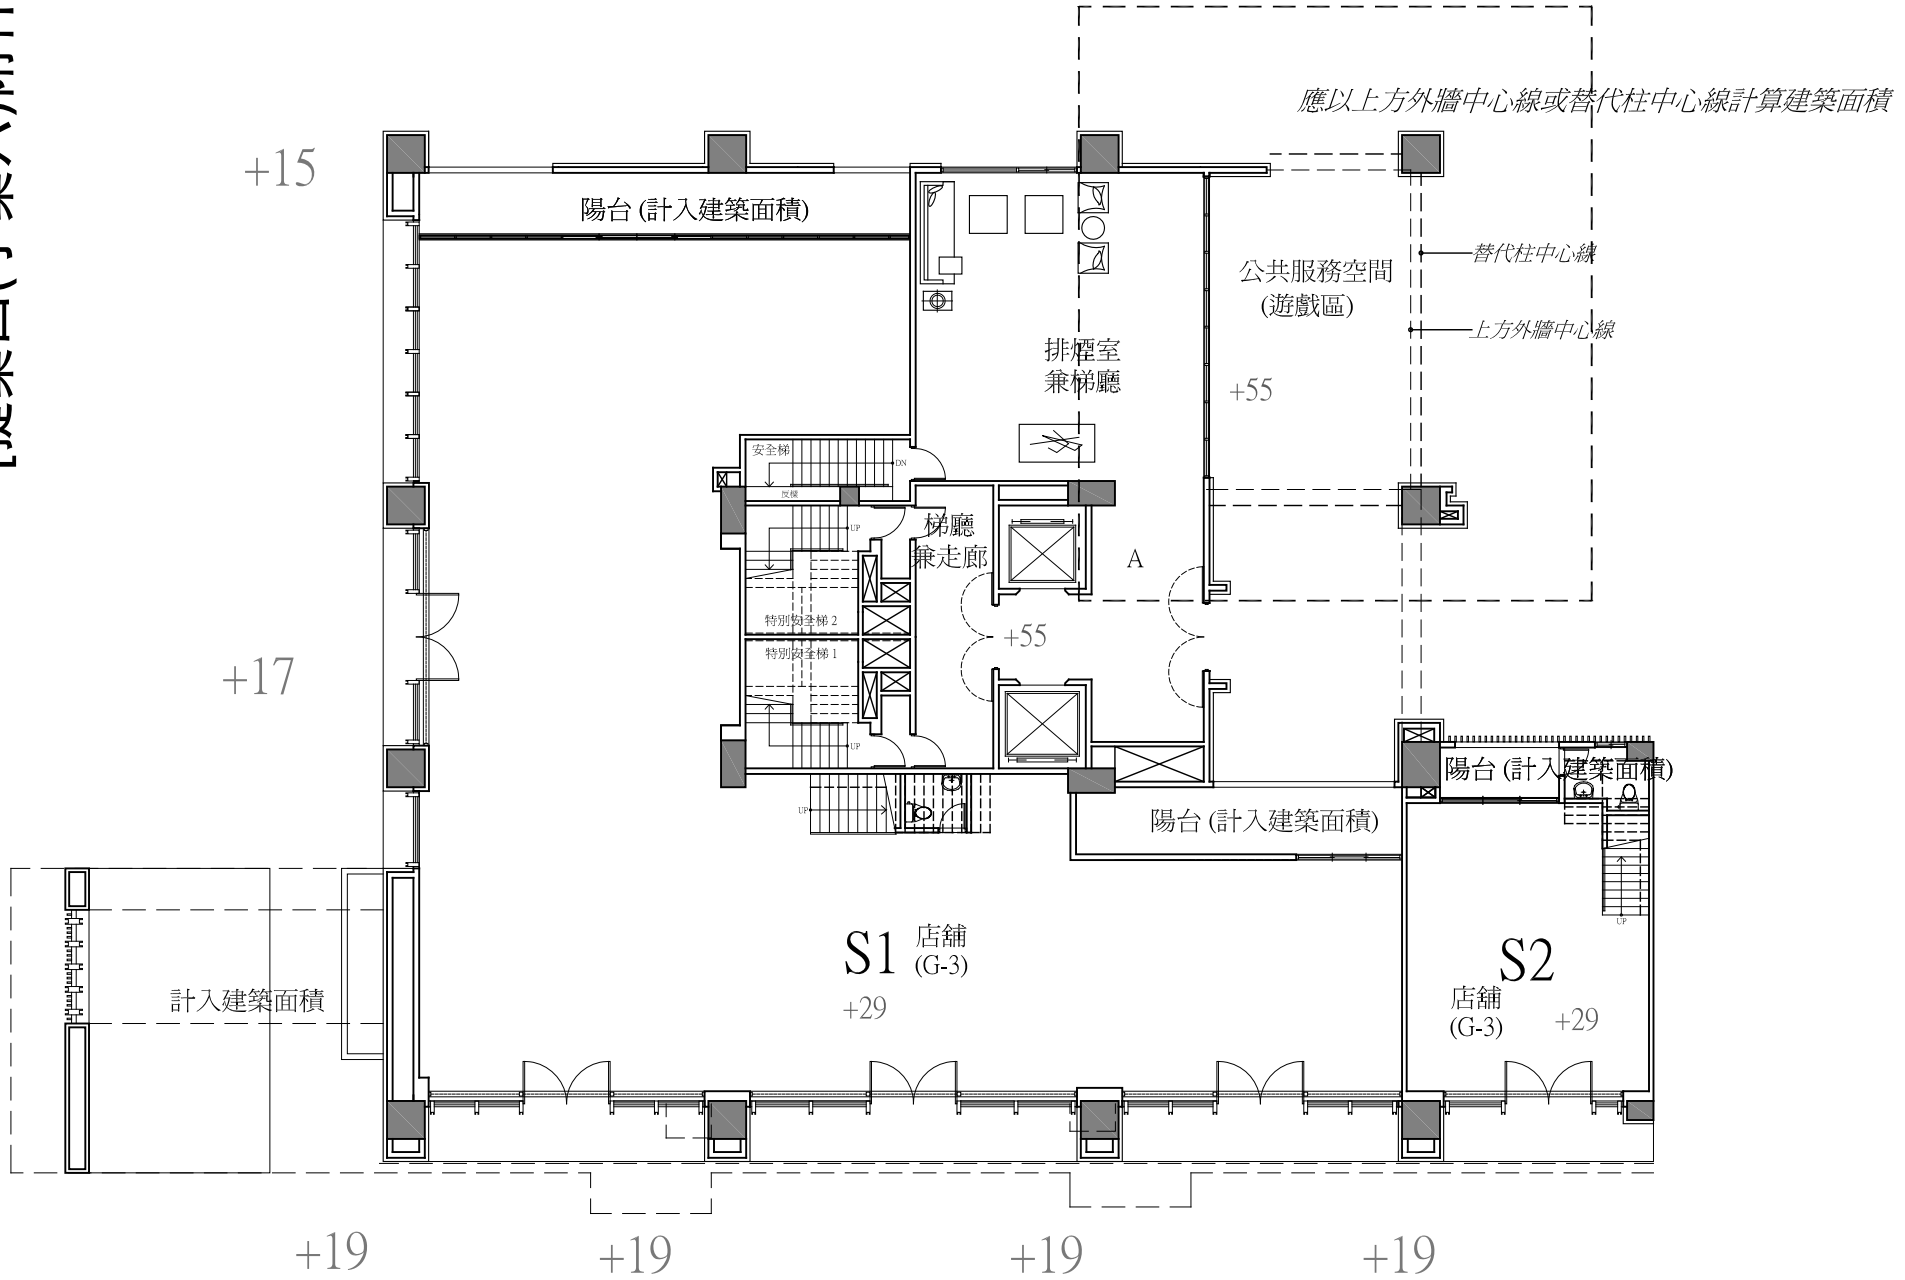 應以上方外牆中心線或替代柱中心線計算建築面積
+15
陽台 (計入建築面積)
替代柱中心線
公共服務空間
(遊戲區)
上方外牆中心線
排煙室
兼梯廳
+55
安全梯
DN
反樑
UP
梯廳
兼走廊
A
特別安全梯 2
+55
特別安全梯 1
+17
UP
陽台 (計入建築面積)
UP
陽台 (計入建築面積)
UP
S1
店舖
(G-3)
+29
S2
店舖
(G-3)
+29
計入建築面積
+19
+19
+19
+19